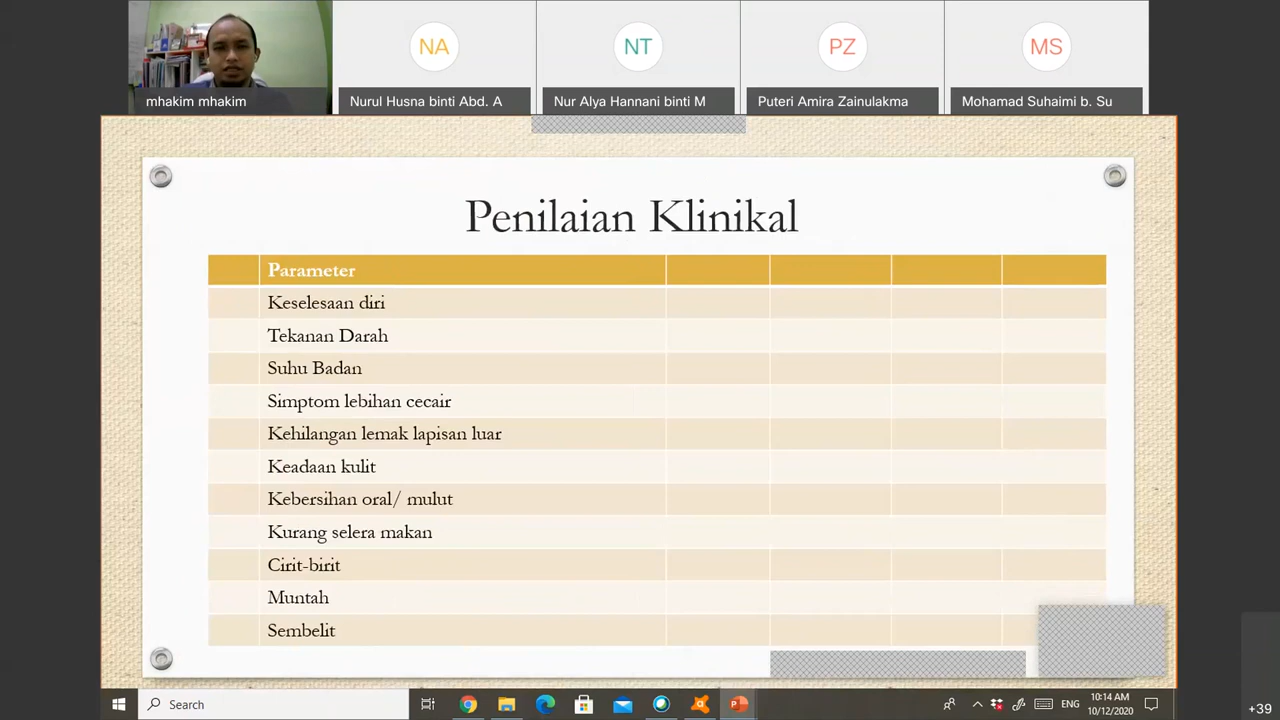 NA
NT
PZ
MS
mhakim mhakim
Nurul Husna binti Abd. A
Nur Alya Hannani binti M
Puteri Amira Zainulakma
Mohamad Suhaimi b. Su
Penilaian Klinikal
Parameter
Keselesaan diri
Tekanan Darah
Suhu Badan
Simptom lebihan cecair
Kehilangan lemak lapisan luar
Keadaan kulit
Kebersihan oral/ mulut
Kurang selera makan
Cirit-birit
Muntah
Sembelit
Search
ENG
10:14 AM
10/12/2020
+39